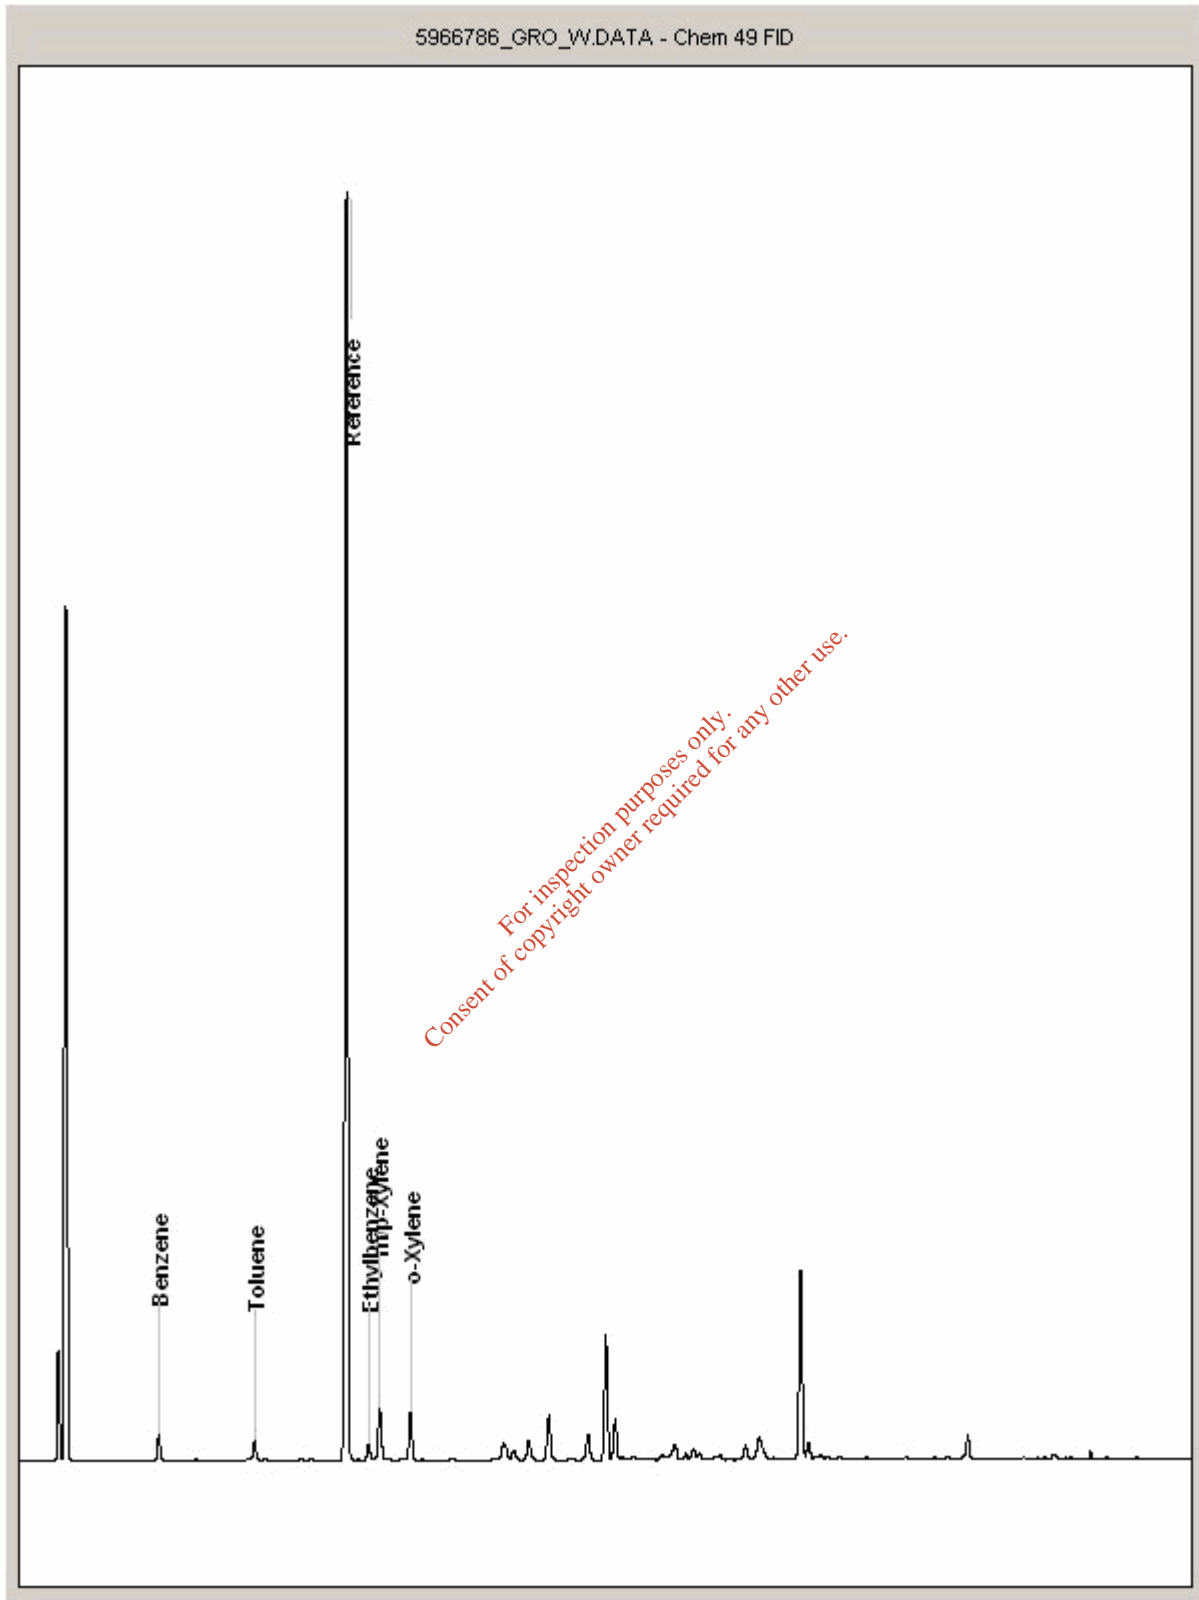 5966786_GRO_W.DATA - Chem 49 FID
Reference
For inspection purposes only.
Consent of copyright owner required for any other use.
Benzene
Toluene
Ethylbenzene
m/p-Xylene
o-Xylene